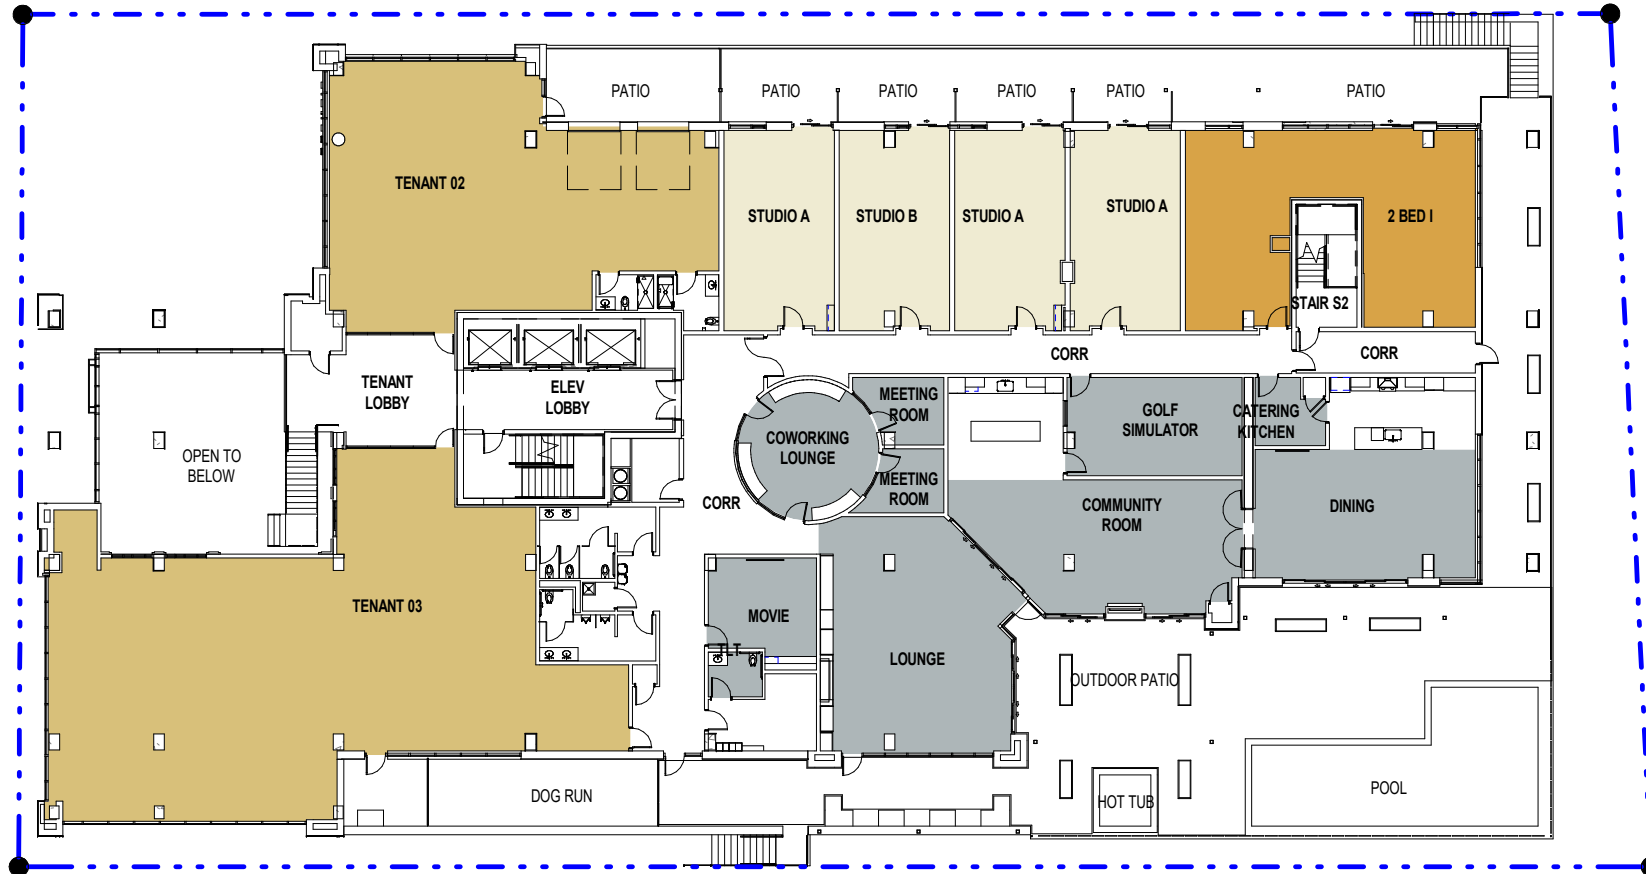 PATIO
PATIO
PATIO
PATIO
PATIO
PATIO
TENANT 02
STUDIO A
STUDIO B
STUDIO A
STUDIO A
2 BED I
STAIR S2
CORR
CORR
TENANT
LOBBY
ELEV
LOBBY
MEETING
ROOM
GOLF
SIMULATOR
CATERING
KITCHEN
COWORKING
LOUNGE
OPEN TO
BELOW
MEETING
ROOM
CORR
COMMUNITY
ROOM
DINING
TENANT 03
MOVIE
LOUNGE
OUTDOOR PATIO
DOG RUN
HOT TUB
POOL